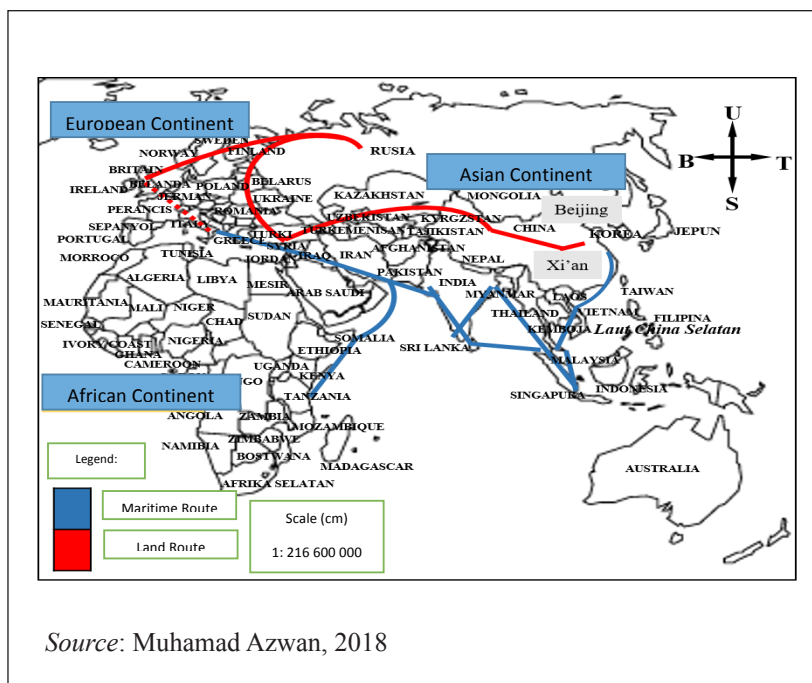 European Continent
U
SWEDEN
NORWAY
FINLAND
RUSIA
Asian Continent
BRITAIN
IRELAND
BELANDA
POLAND
BELARUS
B
T
JERMAN
KAZAKHSTAN
MONGOLIA
PERANCIS
ROMANIA
UKRAINE
S
SEPANYOL
ITALY
UZBEKISTAN
KYRGZSTAN
Beijing
PORTUGAL
GREECE
TURKI
TURKEMENISAN
TAJIKISTAN
CHINA
KOREA
JEPUN
MORROCO
TUNISIA
SYRIA
JORDAN
IRAQ
IRAN
AFGHANISTAN
NEPAL
Xi’an
ALGERIA
LIBYA
MESIR
PAKISTAN
INDIA
MAURITANIA
ARAB SAUDI
MYANMAR
LAOS
TAIWAN
MALI
NIGER
SUDAN
THAILAND
VIETNAM
FILIPINA
SENEGAL
CHAD
KEMBOJA
Laut China Selatan
IVORY COAST
NIGERIA
SOMALIA
SRI LANKA
GHANA
ETHIOPIA
MALAYSIA
CAMEROON
UGANDA
KENYA
INDONESIA
African Continent
TANZANIA
SINGAPURA
ANGOLA
ZAMBIA
MOZAMBIQUE
NAMIBIA
ZIMBABWE
BOSTWANA
MADAGASCAR
AUSTRALIA
Legend:
AFRIKA SELATAN
Maritime Route
Scale (cm)
Land Route
1: 216 600 000
Source: Muhamad Azwan, 2018